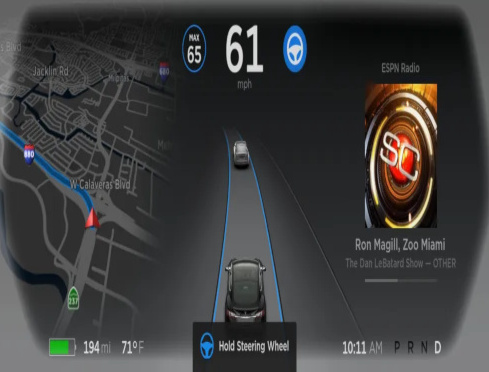 MAX
65
61
mph
ESPN Radio
s Blvd
Jacklin Rd
680
880
W Calaveras Blvd
237
SC
Ron Magill, Zoo Miami
The Dan LeBatard Show — OTHER
Hold Steering Wheel
194 mi 71° F
10:11 AM P R N D